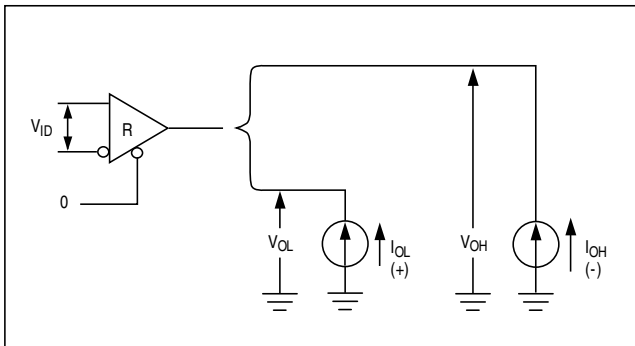 R
V_ID
0
V_OL
I_OL
(+)
V_OH
I_OH
(-)